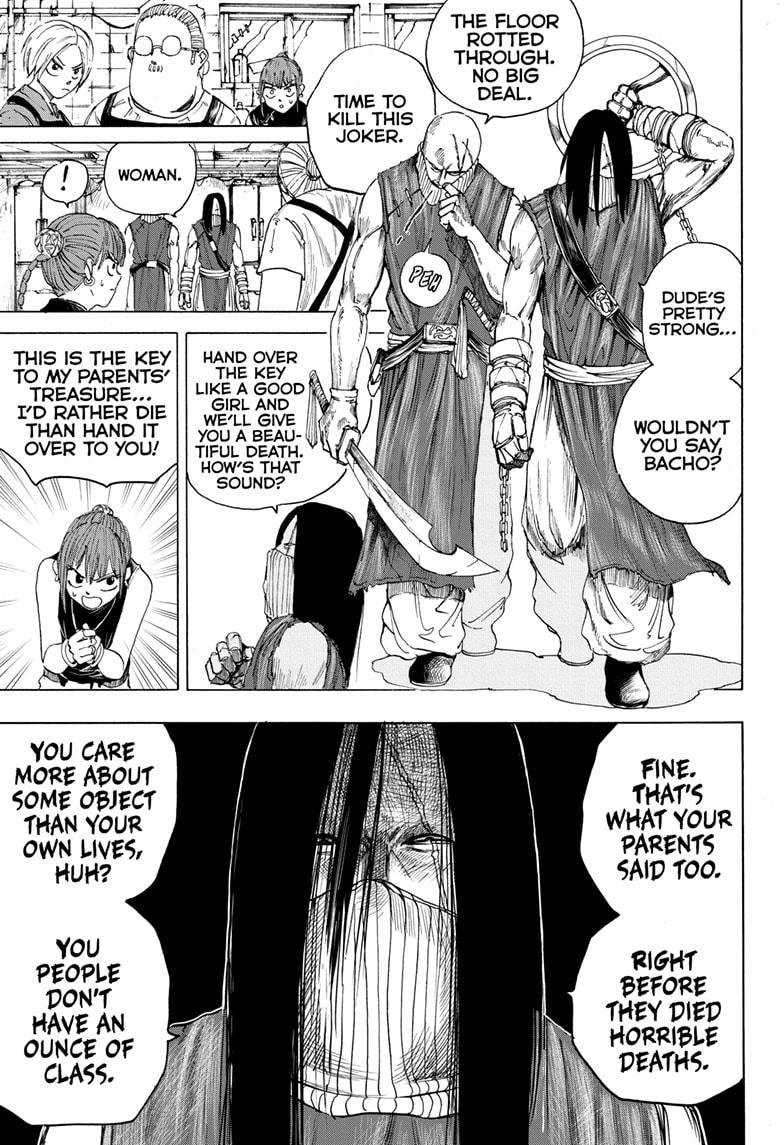 THE FLOOR
ROTTED
THROUGH.
NO BIG
DEAL.
TIME TO
KILL THIS
JOKER.
PEH
DUDE'S
PRETTY
STRONG...
WOULDN'T
YOU SAY,
BACHO?
WOMAN.
!
HAND OVER
THE KEY
LIKE A GOOD
GIRL AND
WE'LL GIVE
YOU A BEAU-
TIFUL DEATH.
HOW'S THAT
SOUND?
THIS IS THE KEY
TO MY PARENTS'
TREASURE...
I'D RATHER DIE
THAN HAND IT
OVER TO YOU!
FINE.
THAT'S
WHAT YOUR
PARENTS
SAID TOO.
RIGHT
BEFORE
THEY DIED
HORRIBLE
DEATHS.
YOU CARE
MORE ABOUT
SOME OBJECT
THAN YOUR
OWN LIVES,
HUH?
YOU
PEOPLE
DON'T
HAVE AN
OUNCE OF
CLASS.